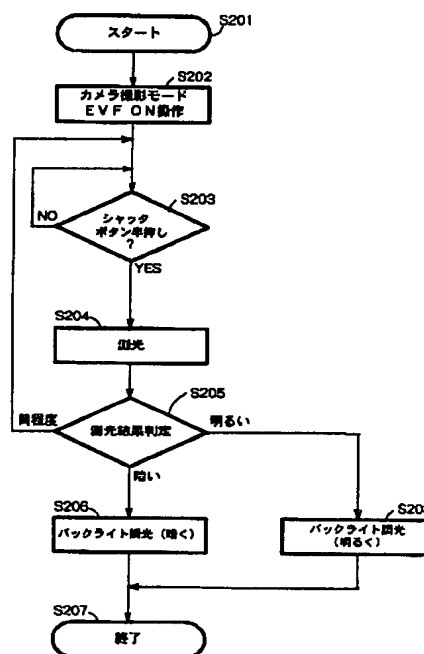 S201
スタート
S202
カメラ撮影モード
EVF ON操作
S203
シャッタ
ボタン半押し
?
NO
YES
S204
測光
S205
測光結果判定
同程度
明るい
暗い
S206
バックライト調光(暗く)
バックライト調光
(明るく)
S207
終了